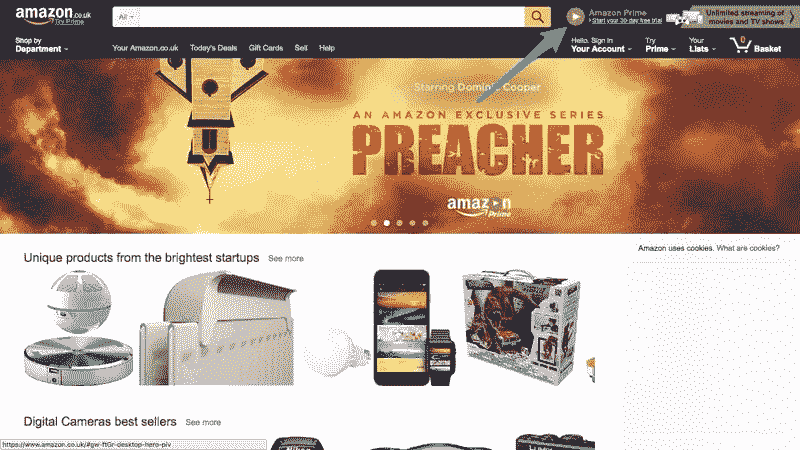 amazon.co.uk
Try Prime
All
Amazon Prime
Start your 30-day free trial
Unlimited streaming of
movies and TV shows
Shop by
Department
Your Amazon.co.uk
Today's Deals
Gift Cards
Sell
Help
Hello. Sign in
Your Account
Try
Prime
Your
Lists
0
Basket
Starring Dominic Cooper
AN AMAZON EXCLUSIVE SERIES
PREACHER
amazon
Prime
Amazon uses cookies. What are cookies?
Unique products from the brightest startups
See more
Digital Cameras best sellers
See more
https://www.amazon.co.uk/#gw-ftGr-desktop-hero-piv